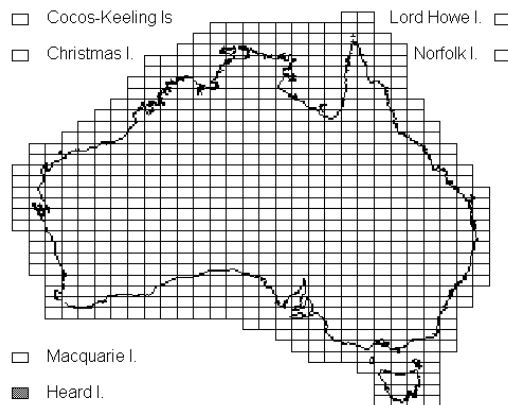 Cocos-Keeling Is
Lord Howe I.
Christmas I.
Norfolk I.
Macquarie I.
Heard I.